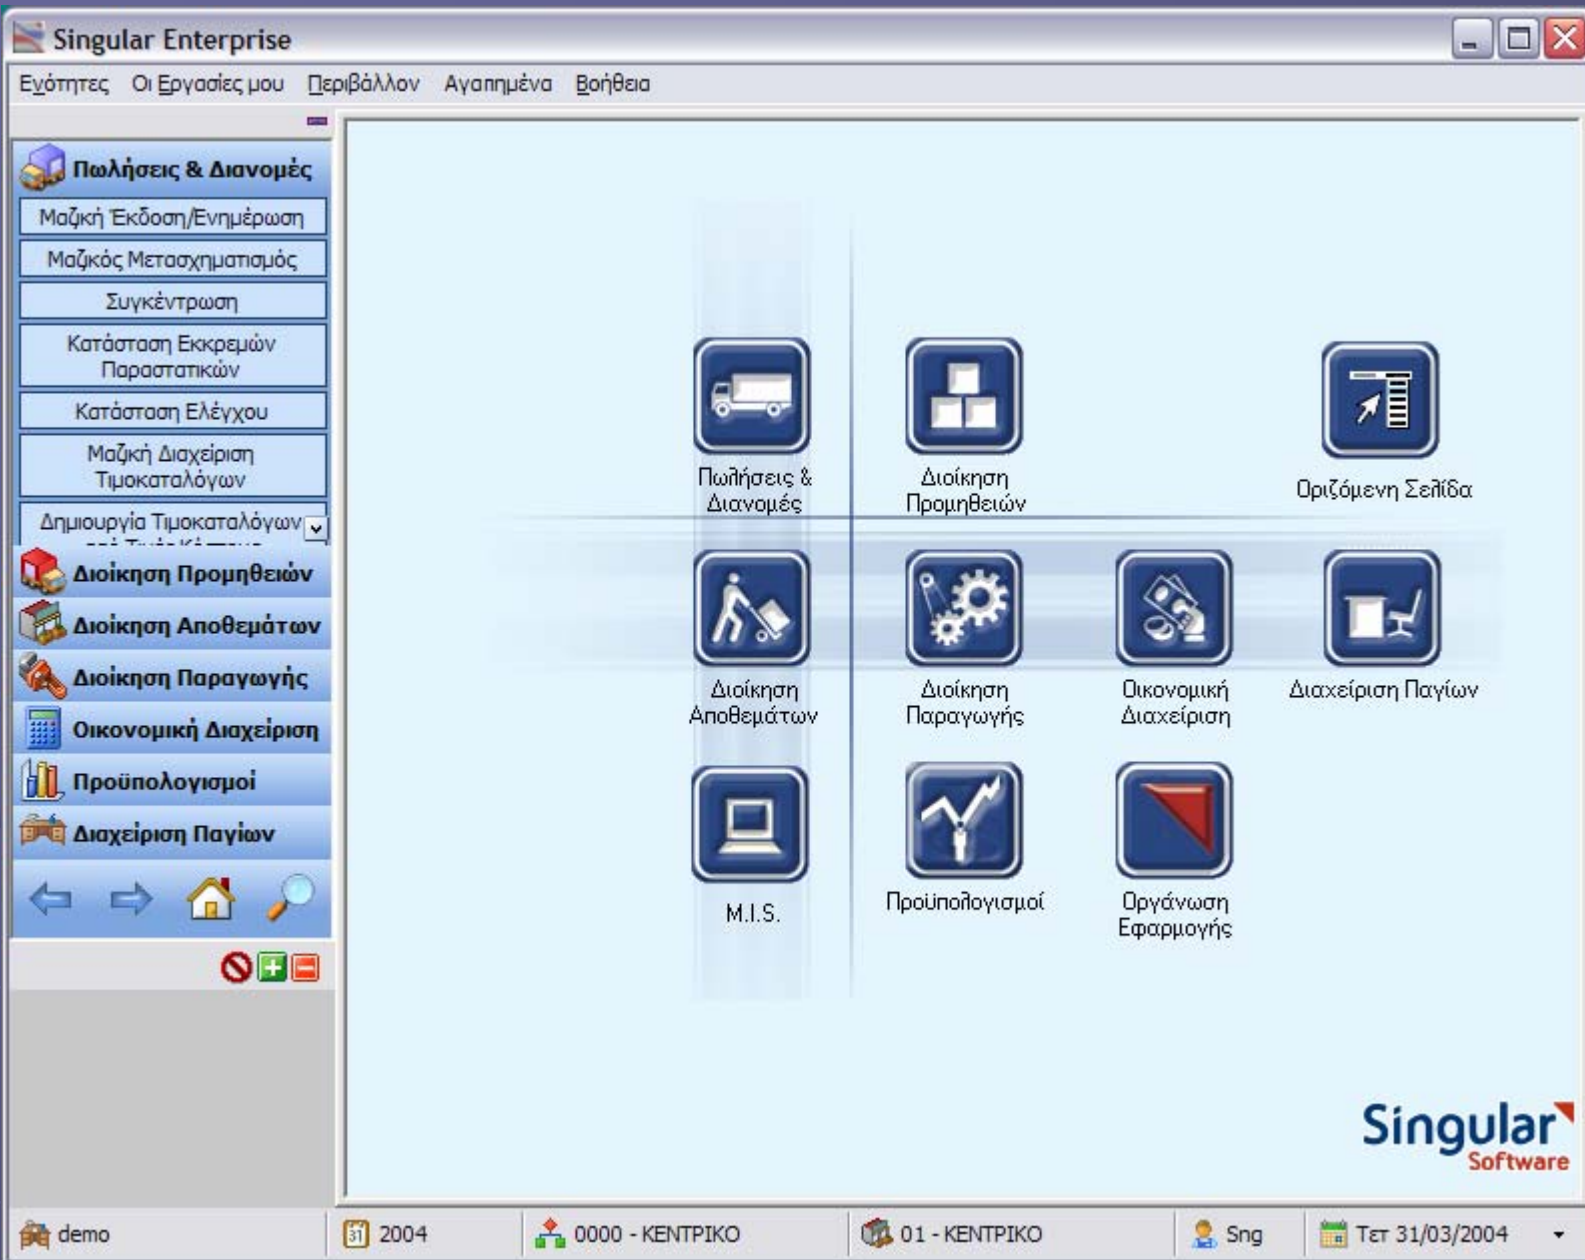 Singular Enterprise
Ενότητες Οι Εργασίες μου Περιβάλλον Αγαπημένα Βοήθεια
Πωλήσεις & Διανομές
Μαζική Έκδοση/Ενημέρωση
Μαζικός Μετασχηματισμός
Συγκέντρωση
Κατάσταση Εκκρεμών
Παραστατικών
Κατάσταση Ελέγχου
Μαζική Διαχείριση
Τιμοκαταλόγων
Δημιουργία Τιμοκαταλόγων
Διοίκηση Προμηθειών
Διοίκηση Αποθεμάτων
Διοίκηση Παραγωγής
Οικονομική Διαχείριση
Προϋπολογισμοί
Διαχείριση Παγίων
Πωλήσεις &
Διανομές
Διοίκηση
Προμηθειών
Οριζόμενη Σελίδα
Διοίκηση
Αποθεμάτων
Διοίκηση
Παραγωγής
Οικονομική
Διαχείριση
Διαχείριση Παγίων
M.I.S.
Προϋπολογισμοί
Οργάνωση
Εφαρμογής
Singular
Software
demo
31 2004
0000 - ΚΕΝΤΡΙΚΟ
01 - ΚΕΝΤΡΙΚΟ
Sng
Τετ 31/03/2004